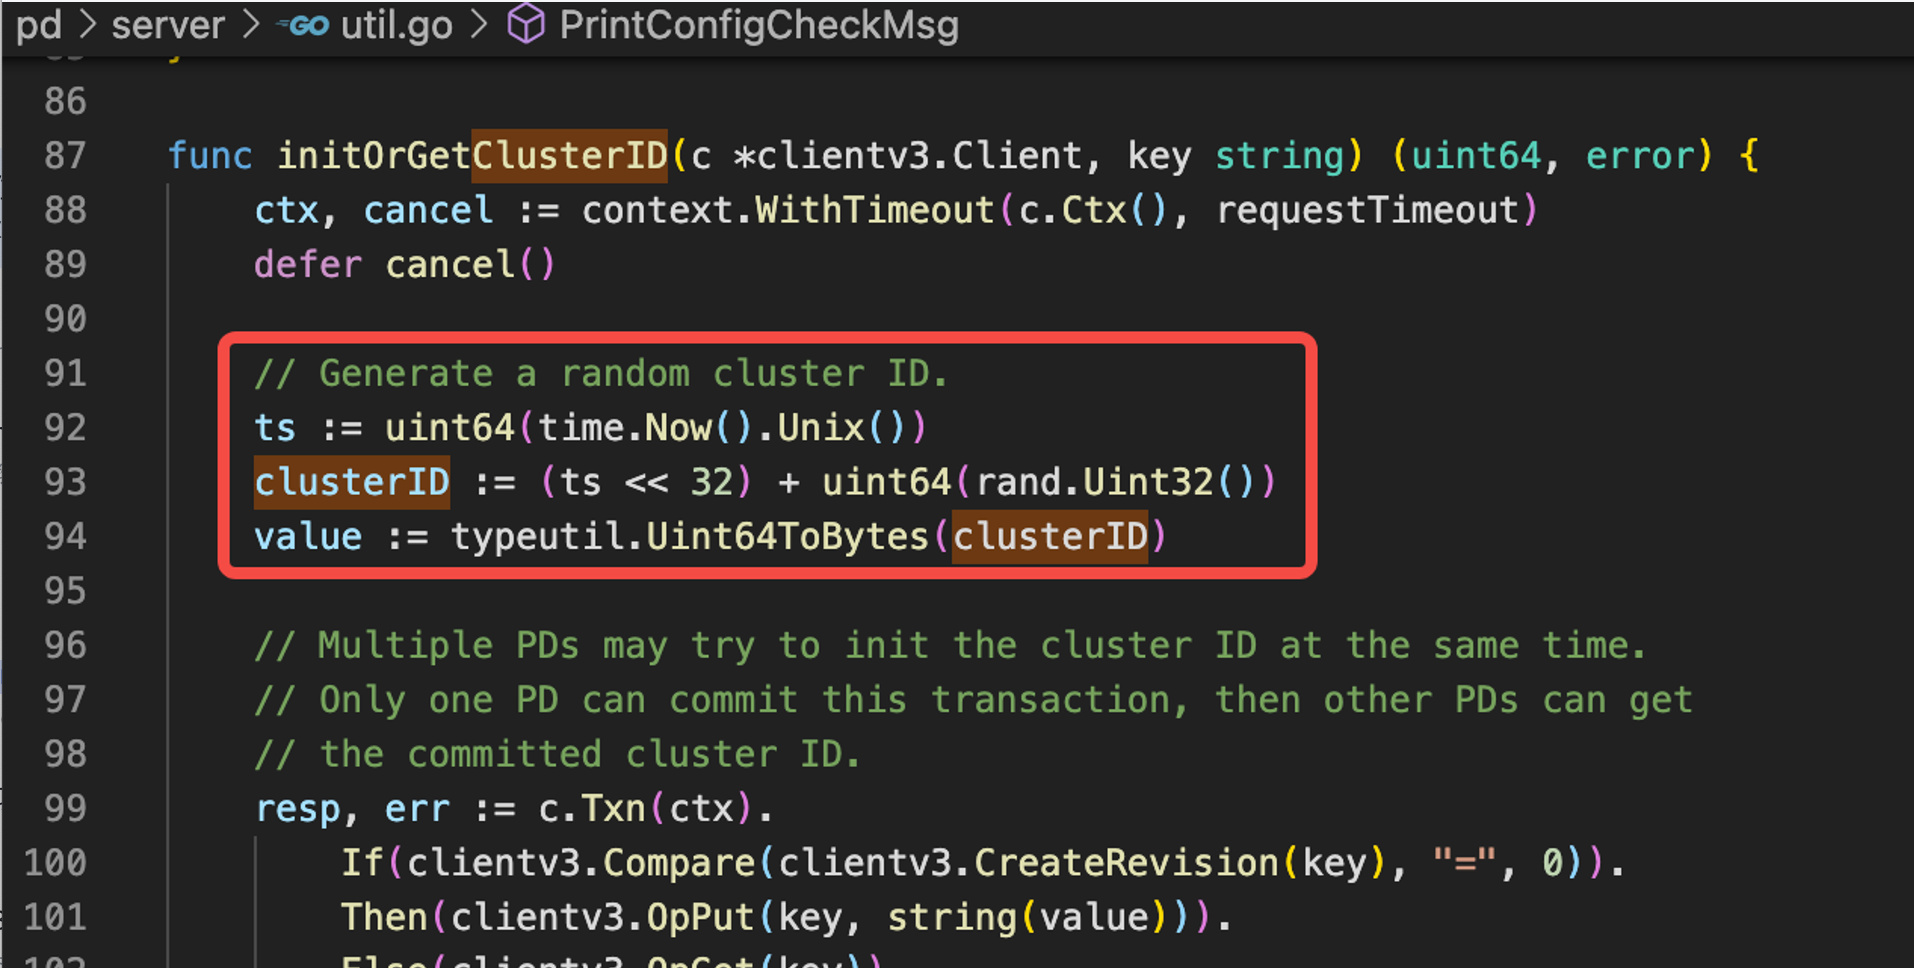 pd > server > GO util.go > PrintConfigCheckMsg
86
87 func initOrGetClusterID(c *clientv3.Client, key string) (uint64, error) {
88 ctx, cancel := context.WithTimeout(c.Ctx(), requestTimeout)
89 defer cancel()
90
91 // Generate a random cluster ID.
92 ts := uint64(time.Now().Unix())
93 clusterID := (ts << 32) + uint64(rand.Uint32())
94 value := typeutil.Uint64ToBytes(clusterID)
95
96 // Multiple PDs may try to init the cluster ID at the same time.
97 // Only one PD can commit this transaction, then other PDs can get
98 // the committed cluster ID.
99 resp, err := c.Txn(ctx).
100 If(clientv3.Compare(clientv3.CreateRevision(key), "=", 0)).
101 Then(clientv3.OpPut(key, string(value))).
102 Else(clientv3.OpGet(key))